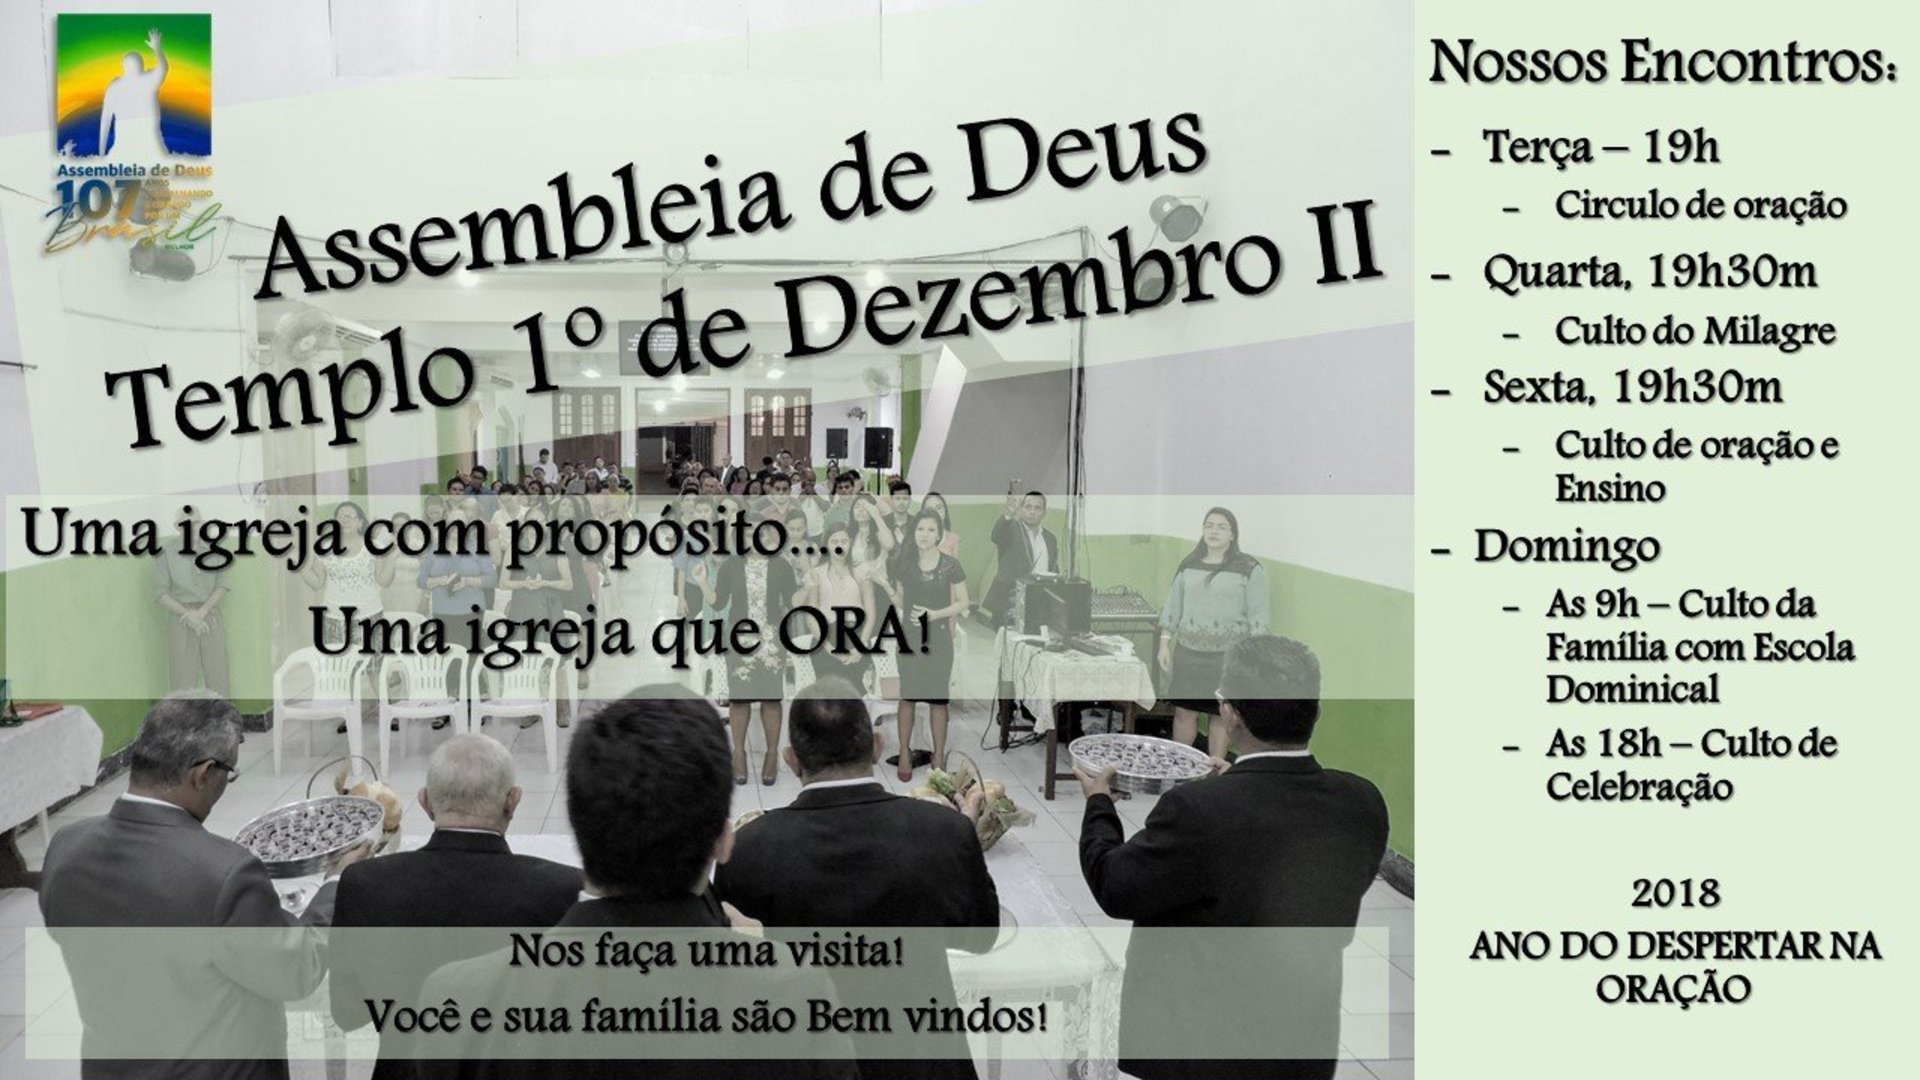 Assembleia de Deus
107 ANOS
Brasil
Assembleia de Deus
Templo 1º de Dezembro II
Uma igreja com propósito....
Uma igreja que ORA!
Nos faça uma visita!
Você e sua família são Bem vindos!
Nossos Encontros:
- Terça – 19h
- Circulo de oração
- Quarta, 19h30m
- Culto do Milagre
- Sexta, 19h30m
- Culto de oração e
Ensino
- Domingo
- As 9h – Culto da
Família com Escola
Dominical
- As 18h – Culto de
Celebração
2018
ANO DO DESPERTAR NA
ORAÇÃO